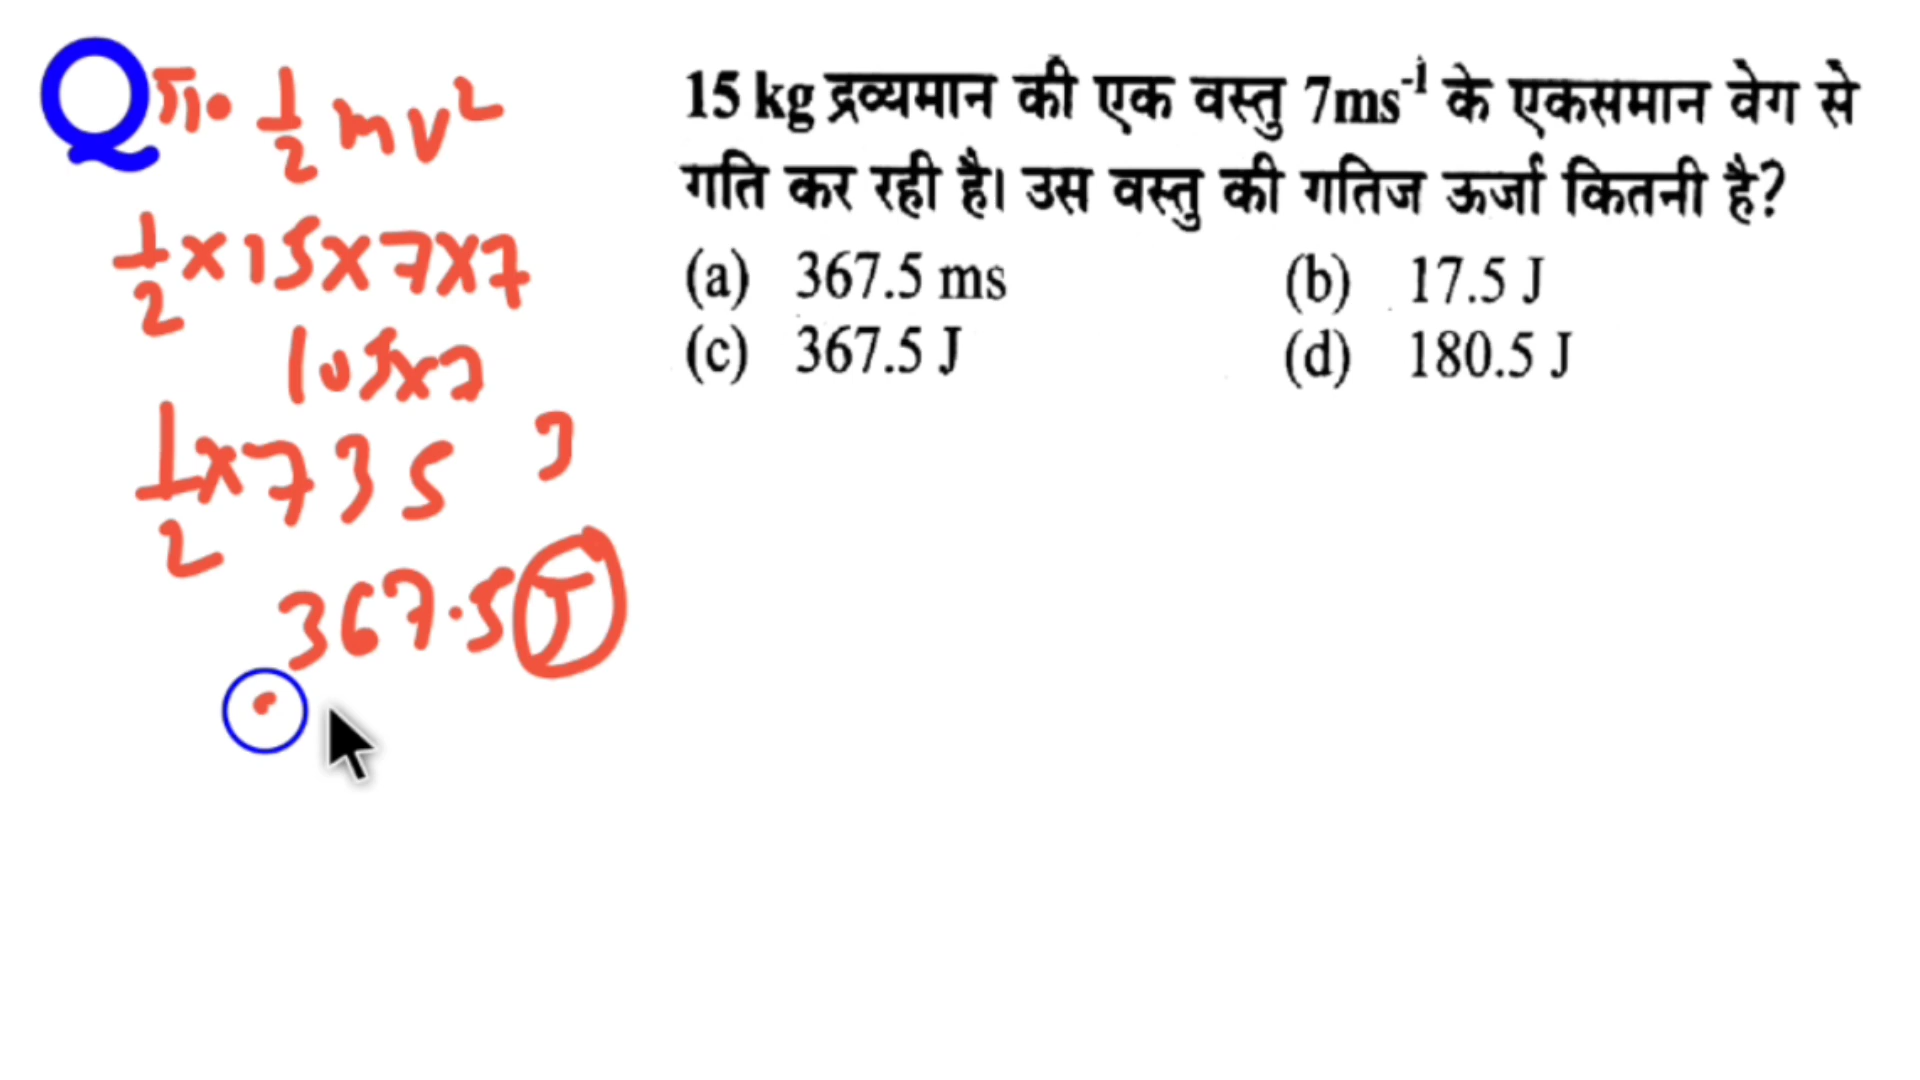 Q
15 kg द्रव्यमान की एक वस्तु 7ms⁻¹ के एकसमान वेग से
गति कर रही है। उस वस्तु की गतिज ऊर्जा कितनी है?
(a) 367.5 ms (b) 17.5 J
(c) 367.5 J (d) 180.5 J
1/2 mv²
1/2 × 15 × 7 × 7
105×7
1/2 × 735
367.5 J